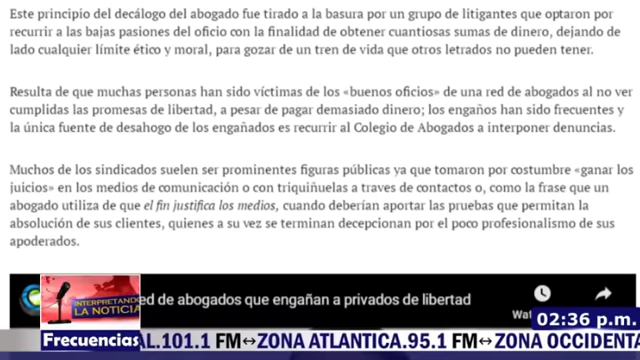 Este principio del decálogo del abogado fue tirado a la basura por un grupo de litigantes que optaron por
recurrir a las bajas pasiones del oficio con la finalidad de obtener cuantiosas sumas de dinero, dejando de
lado cualquier límite ético y moral, para gozar de un tren de vida que otros letrados no pueden tener.
Resulta de que muchas personas han sido víctimas de los «buenos oficios» de una red de abogados al no ver
cumplidas las promesas de libertad, a pesar de pagar demasiado dinero; los engaños han sido frecuentes y
la única fuente de desahogo de los engañados es recurrir al Colegio de Abogados a interponer denuncias.
Muchos de los sindicados suelen ser prominentes figuras públicas ya que tomaron por costumbre «ganar los
juicios» en los medios de comunicación o con triquiñuelas a traves de contactos o, como la frase que un
abogado utiliza de que el fin justifica los medios, cuando deberían aportar las pruebas que permitan la
absolución de sus clientes, quienes a su vez se terminan decepcionan por el poco profesionalismo de sus
apoderados.
INTERPRETANDO
LA NOTICIA
ed de abogados que engañan a privados de libertad
Wat
02:36 p.m.
Frecuencias
AL.101.1 FM↔ZONA ATLANTICA.95.1 FM↔ZONA OCCIDENTA